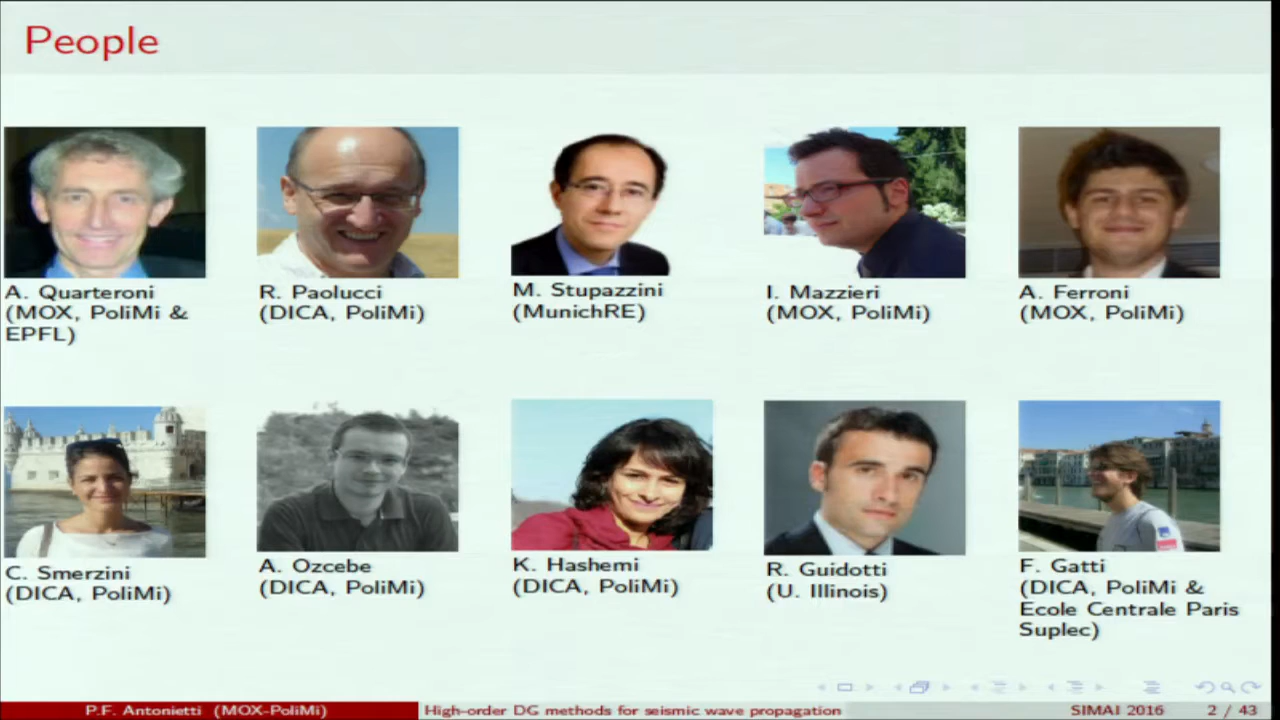 People
A. Quarteroni
(MOX, PoliMi &
EPFL)
R. Paolucci
(DICA, PoliMi)
M. Stupazzini
(MunichRE)
I. Mazzieri
(MOX, PoliMi)
A. Ferroni
(MOX, PoliMi)
C. Smerzini
(DICA, PoliMi)
A. Ozcebe
(DICA, PoliMi)
K. Hashemi
(DICA, PoliMi)
R. Guidotti
(U. Illinois)
F. Gatti
(DICA, PoliMi &
Ecole Centrale Paris
Suplec)
P.F. Antonietti (MOX-PoliMi)
High-order DG methods for seismic wave propagation
SIMAI 2016
2 / 43